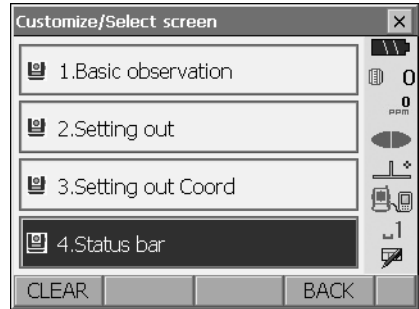 Customize/Select screen
1.Basic observation
2.Setting out
3.Setting out Coord
4.Status bar
0
0
PPM
1
CLEAR
BACK